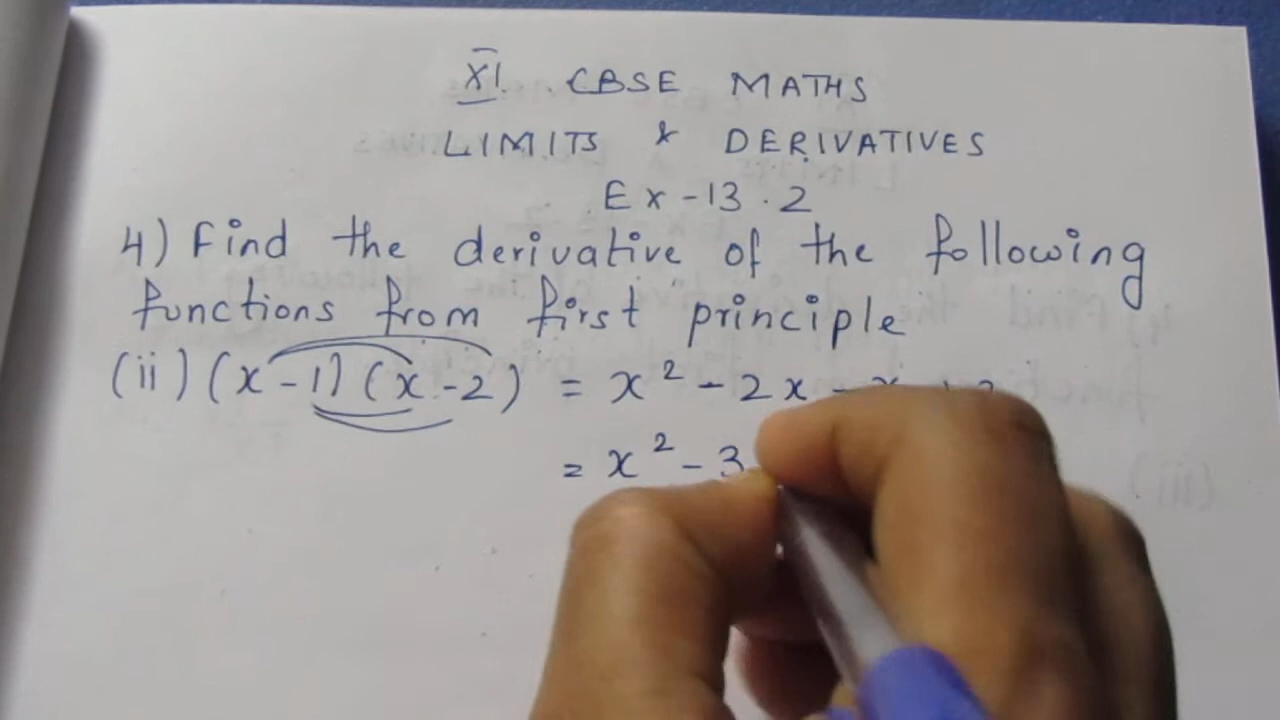 XI. CBSE MATHS
LIMITS & DERIVATIVES
Ex-13.2
4) Find the derivative of the following
functions from first principle
(ii) (x-1)(x-2) = x² - 2x -
= x² - 3